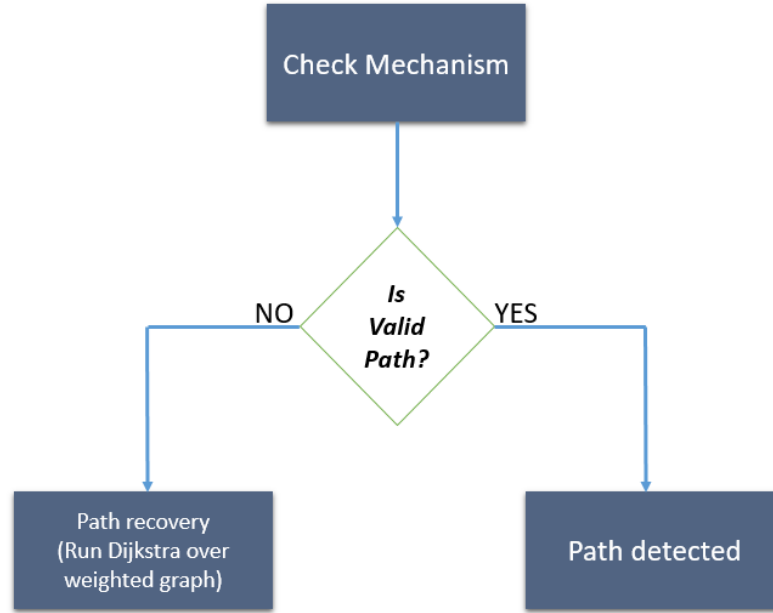 Check Mechanism
Is
Valid
Path?
NO
YES
Path recovery
(Run Dijkstra over
weighted graph)
Path detected